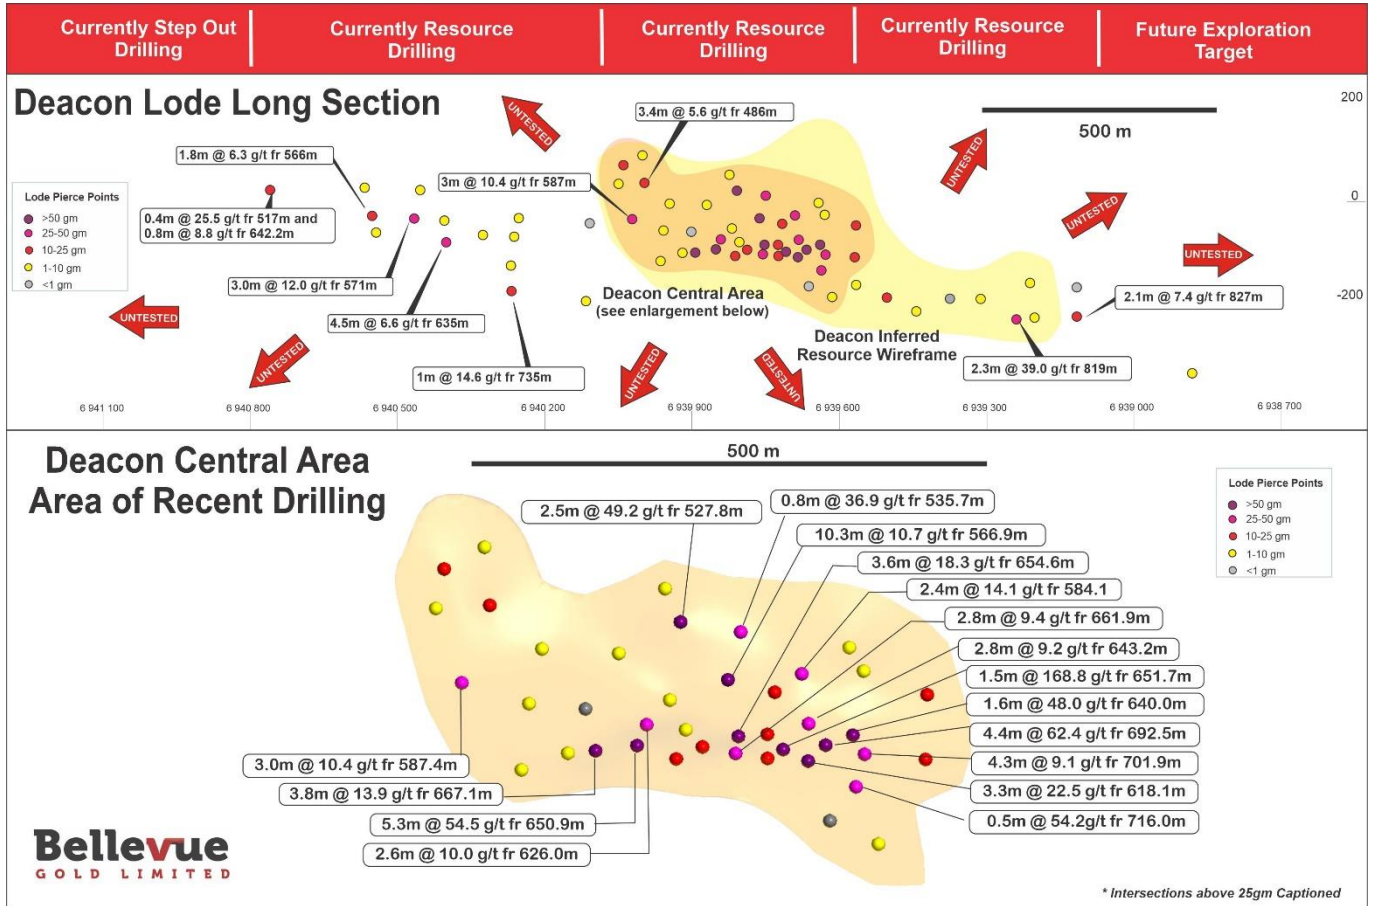 Currently Step Out
Drilling
Currently Resource
Drilling
Currently Resource
Drilling
Currently Resource
Drilling
Future Exploration
Target
Deacon Lode Long Section
UNTESTED
3.4m @ 5.6 g/t fr 486m
UNTESTED
500 m
200
1.8m @ 6.3 g/t fr 566m
3m @ 10.4 g/t fr 587m
Lode Pierce Points
>50 gm
25-50 gm
10-25 gm
1-10 gm
<1 gm
0.4m @ 25.5 g/t fr 517m and
0.8m @ 8.8 g/t fr 642.2m
0
UNTESTED
UNTESTED
3.0m @ 12.0 g/t fr 571m
Deacon Central Area
(see enlargement below)
2.1m @ 7.4 g/t fr 827m
-200
UNTESTED
4.5m @ 6.6 g/t fr 635m
Deacon Inferred
Resource Wireframe
UNTESTED
UNTESTED
UNTESTED
1m @ 14.6 g/t fr 735m
2.3m @ 39.0 g/t fr 819m
6 941 100
6 940 800
6 940 500
6 940 200
6 939 900
6 939 600
6 939 300
6 939 000
6 938 700
Deacon Central Area
Area of Recent Drilling
500 m
Lode Pierce Points
>50 gm
25-50 gm
10-25 gm
1-10 gm
<1 gm
2.5m @ 49.2 g/t fr 527.8m
0.8m @ 36.9 g/t fr 535.7m
10.3m @ 10.7 g/t fr 566.9m
3.6m @ 18.3 g/t fr 654.6m
2.4m @ 14.1 g/t fr 584.1
2.8m @ 9.4 g/t fr 661.9m
2.8m @ 9.2 g/t fr 643.2m
1.5m @ 168.8 g/t fr 651.7m
1.6m @ 48.0 g/t fr 640.0m
4.4m @ 62.4 g/t fr 692.5m
4.3m @ 9.1 g/t fr 701.9m
3.3m @ 22.5 g/t fr 618.1m
0.5m @ 54.2g/t fr 716.0m
3.0m @ 10.4 g/t fr 587.4m
3.8m @ 13.9 g/t fr 667.1m
5.3m @ 54.5 g/t fr 650.9m
2.6m @ 10.0 g/t fr 626.0m
Bellevue
GOLD LIMITED
* Intersections above 25gm Captioned